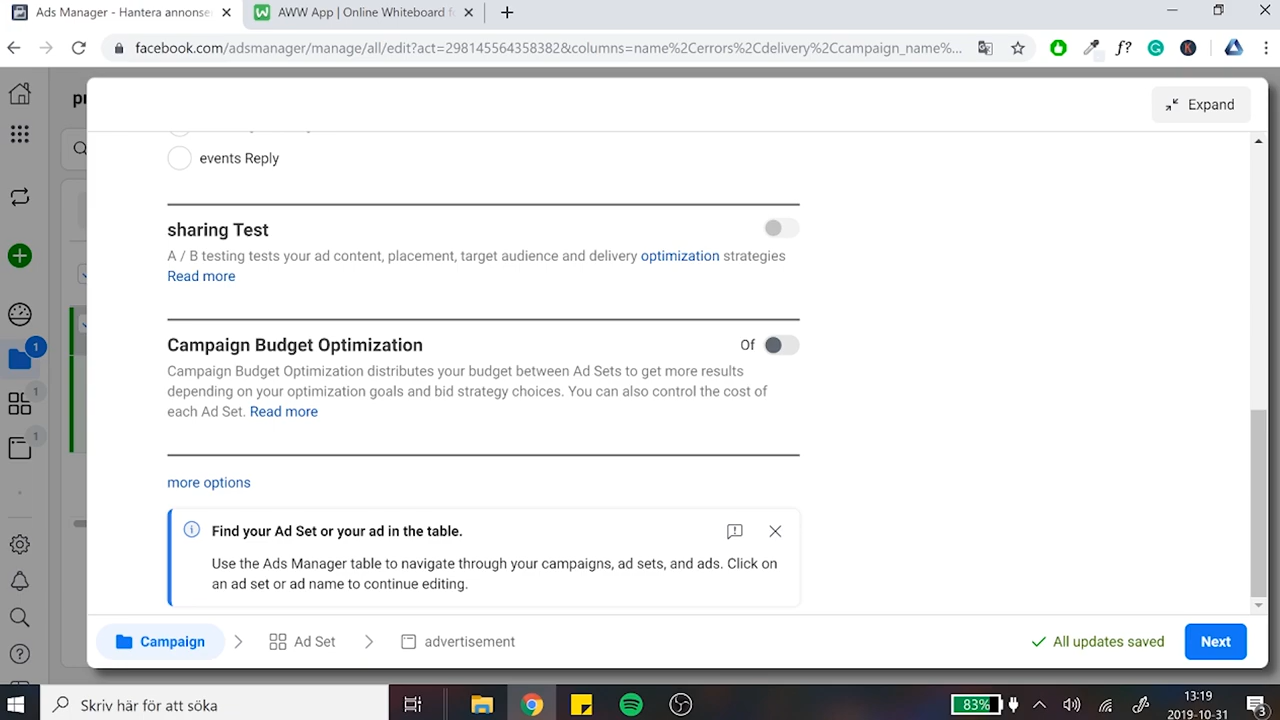 Ads Manager - Hantera annonser
AWW App | Online Whiteboard fo
facebook.com/adsmanager/manage/all/edit?act=298145564358382&columns=name%2Cerrors%2Cdelivery%2Ccampaign_name%...
f?
K
pr
Expand
events Reply
sharing Test
A / B testing tests your ad content, placement, target audience and delivery optimization strategies
Read more
Campaign Budget Optimization
Of
Campaign Budget Optimization distributes your budget between Ad Sets to get more results
depending on your optimization goals and bid strategy choices. You can also control the cost of
each Ad Set. Read more
1
1
1
more options
Find your Ad Set or your ad in the table.
Use the Ads Manager table to navigate through your campaigns, ad sets, and ads. Click on
an ad set or ad name to continue editing.
Campaign
Ad Set
advertisement
All updates saved
Next
Skriv här för att söka
83%
13:19
2019-10-31
3